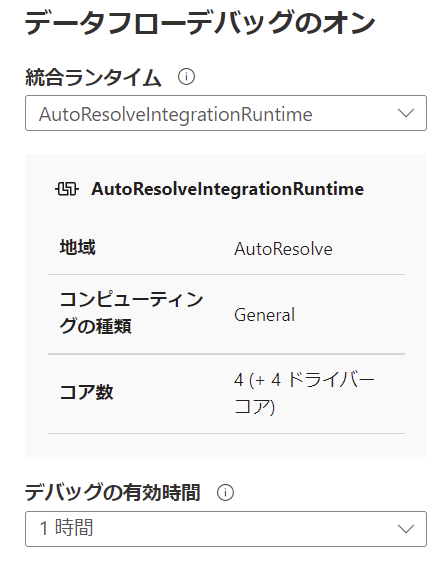 データフローデバッグのオン
統合ランタイム
AutoResolveIntegrationRuntime
AutoResolveIntegrationRuntime
地域 AutoResolve
コンピューティン
グの種類 General
コア数 4 (+ 4 ドライバー
コア)
デバッグの有効時間
1 時間